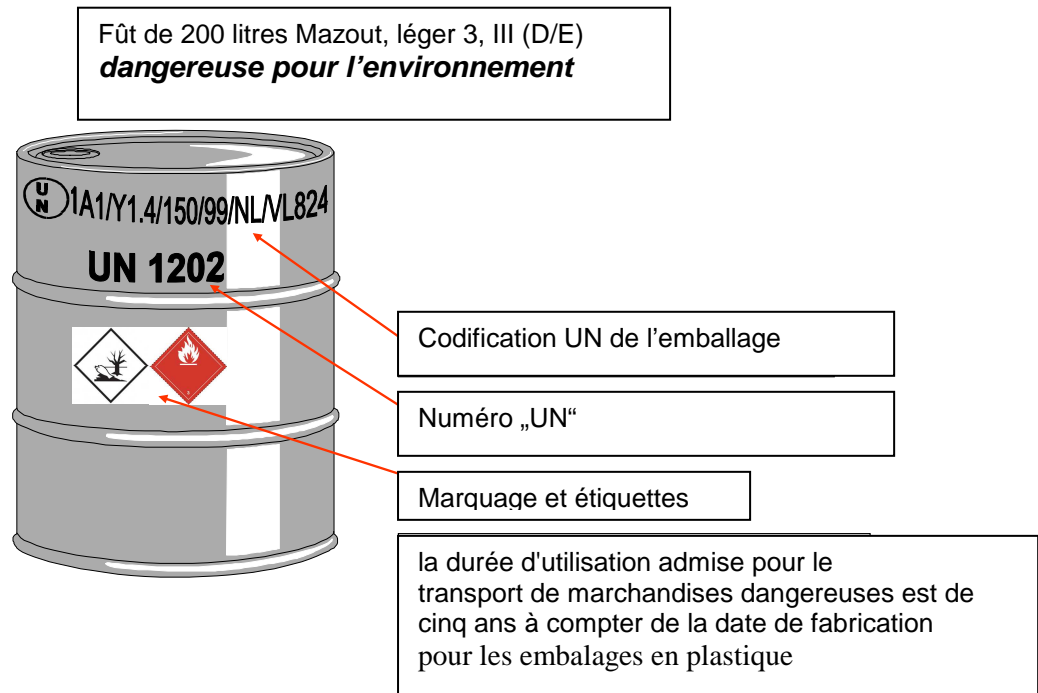 Fût de 200 litres Mazout, léger 3, III (D/E)
dangereuse pour l'environnement
UN 1A1/Y1.4/150/99/NL/VL824
UN 1202
3
Codification UN de l'emballage
Numéro „UN“
Marquage et étiquettes
la durée d'utilisation admise pour le
transport de marchandises dangereuses est de
cinq ans à compter de la date de fabrication
pour les embalages en plastique